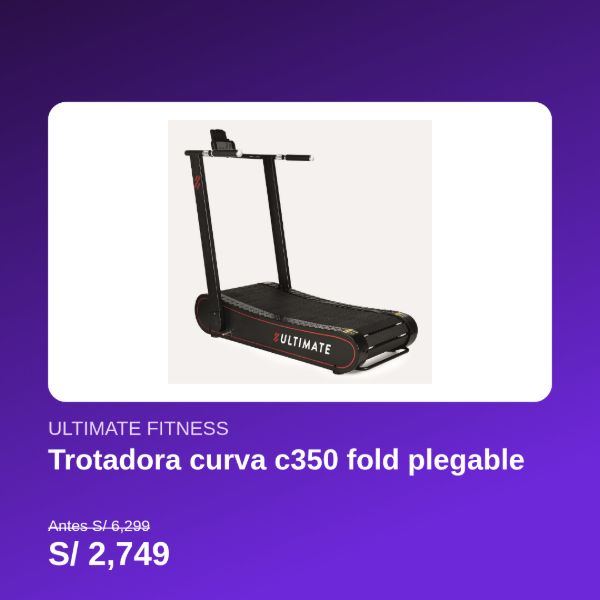 ULTIMATE
ULTIMATE FITNESS
Trotadora curva c350 fold plegable
Antes S/ 6,299
S/ 2,749